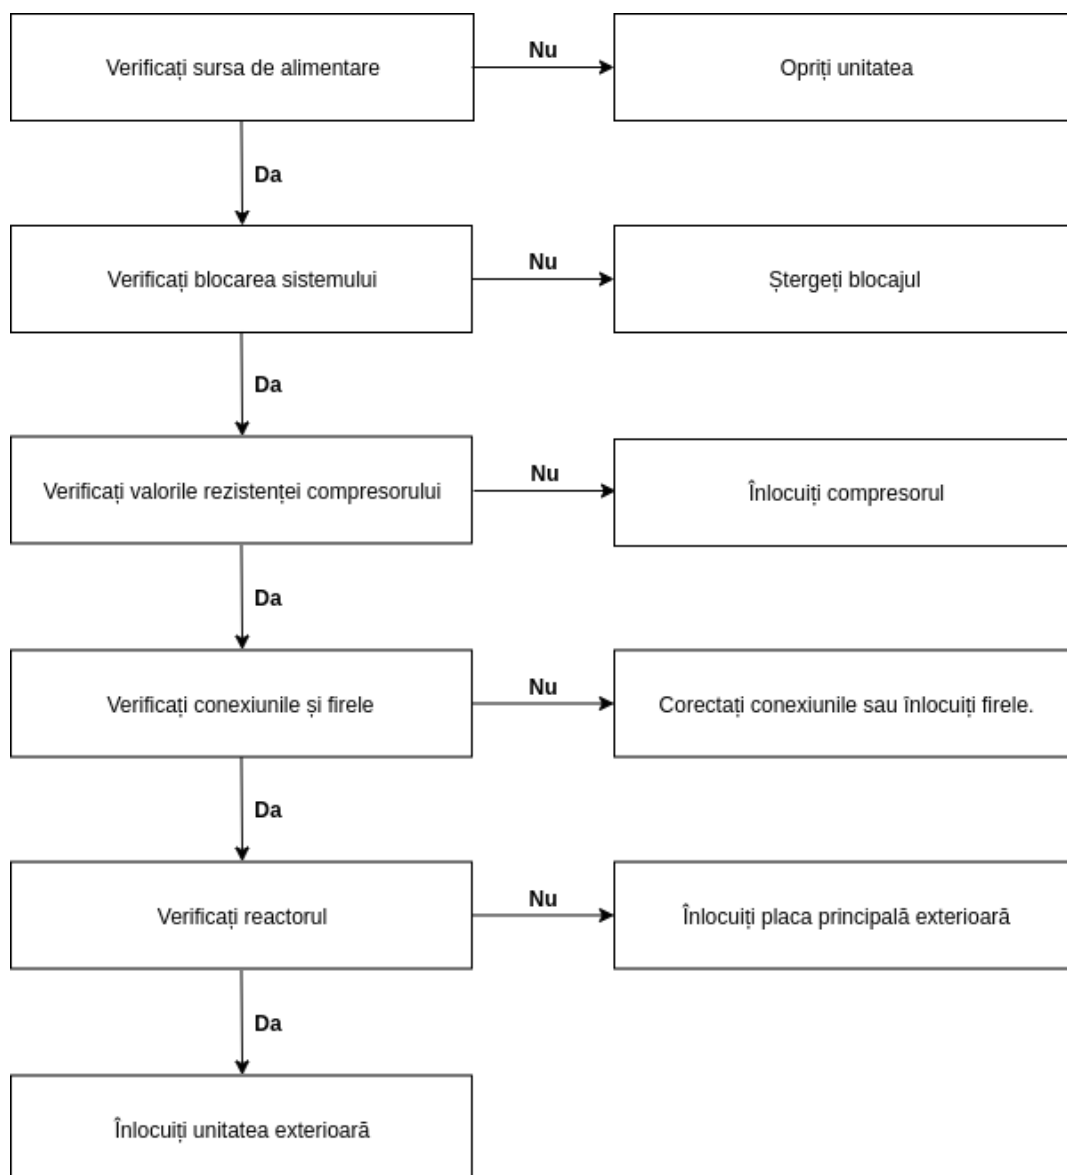 Verificați sursa de alimentare
Nu
Opriți unitatea
Da
Verificați blocarea sistemului
Nu
Ștergeți blocajul
Da
Verificați valorile rezistenței compresorului
Nu
Înlocuiți compresorul
Da
Verificați conexiunile și firele
Nu
Corectați conexiunile sau înlocuiți firele.
Da
Verificați reactorul
Nu
Înlocuiți placa principală exterioară
Da
Înlocuiți unitatea exterioară